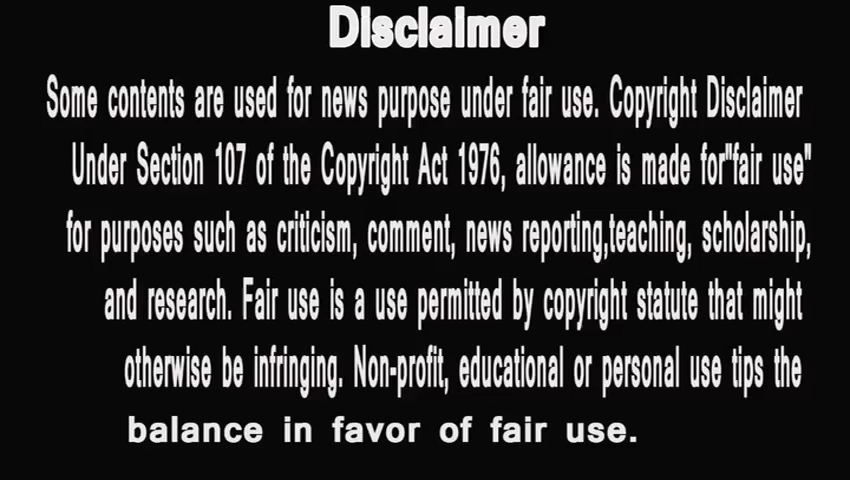 Disclaimer
Some contents are used for news purpose under fair use. Copyright Disclaimer
Under Section 107 of the Copyright Act 1976, allowance is made for"fair use"
for purposes such as criticism, comment, news reporting,teaching, scholarship,
and research. Fair use is a use permitted by copyright statute that might
otherwise be infringing. Non-profit, educational or personal use tips the
balance in favor of fair use.